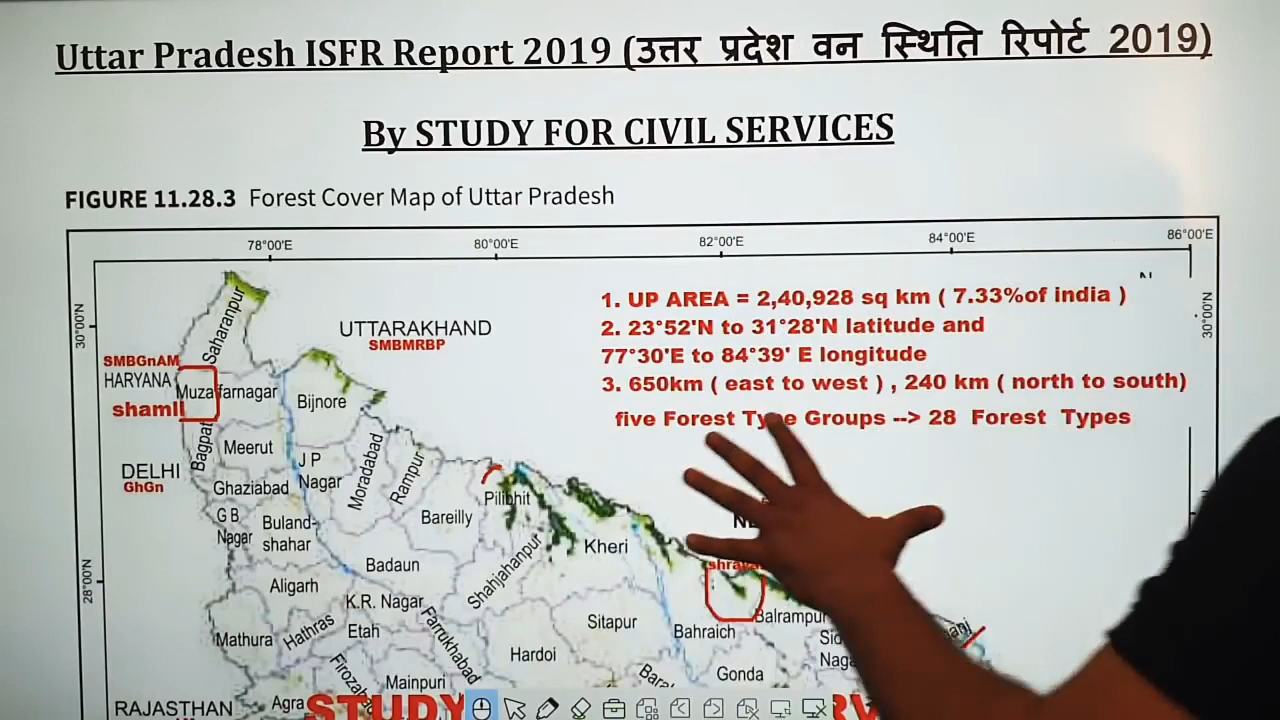 Uttar Pradesh ISFR Report 2019 (उत्तर प्रदेश वन स्थिति रिपोर्ट 2019)
By STUDY FOR CIVIL SERVICES
FIGURE 11.28.3 Forest Cover Map of Uttar Pradesh
78°00'E 80°00'E 82°00'E 84°00'E 86°00'E
30°00'N
30°00'N
1. UP AREA = 2,40,928 sq km ( 7.33%of india )
2. 23°52'N to 31°28'N latitude and
77°30'E to 84°39' E longitude
3. 650km ( east to west ) , 240 km ( north to south)
five Forest Type Groups --> 28 Forest Types
Saharanpur
UTTARAKHAND
SMBMRBP
SMBGnAM
HARYANA
shamli
Muzaffarnagar
Bijnore
Bagpat
Meerut
DELHI
GhGn
Ghaziabad
J P
Nagar
Moradabad
Rampur
Pilibhit
Bareilly
G B
Nagar
Buland-
shahar
Kheri
28°00'N
Badaun
Shahjahanpur
Aligarh
K.R. Nagar
Mathura
Hathras
Etah
Farrukhabad
Sitapur
Bahraich
Balrampur
Hardoi
Gonda
Naga
Mainpuri
Agra
RAJASTHAN
STUDY